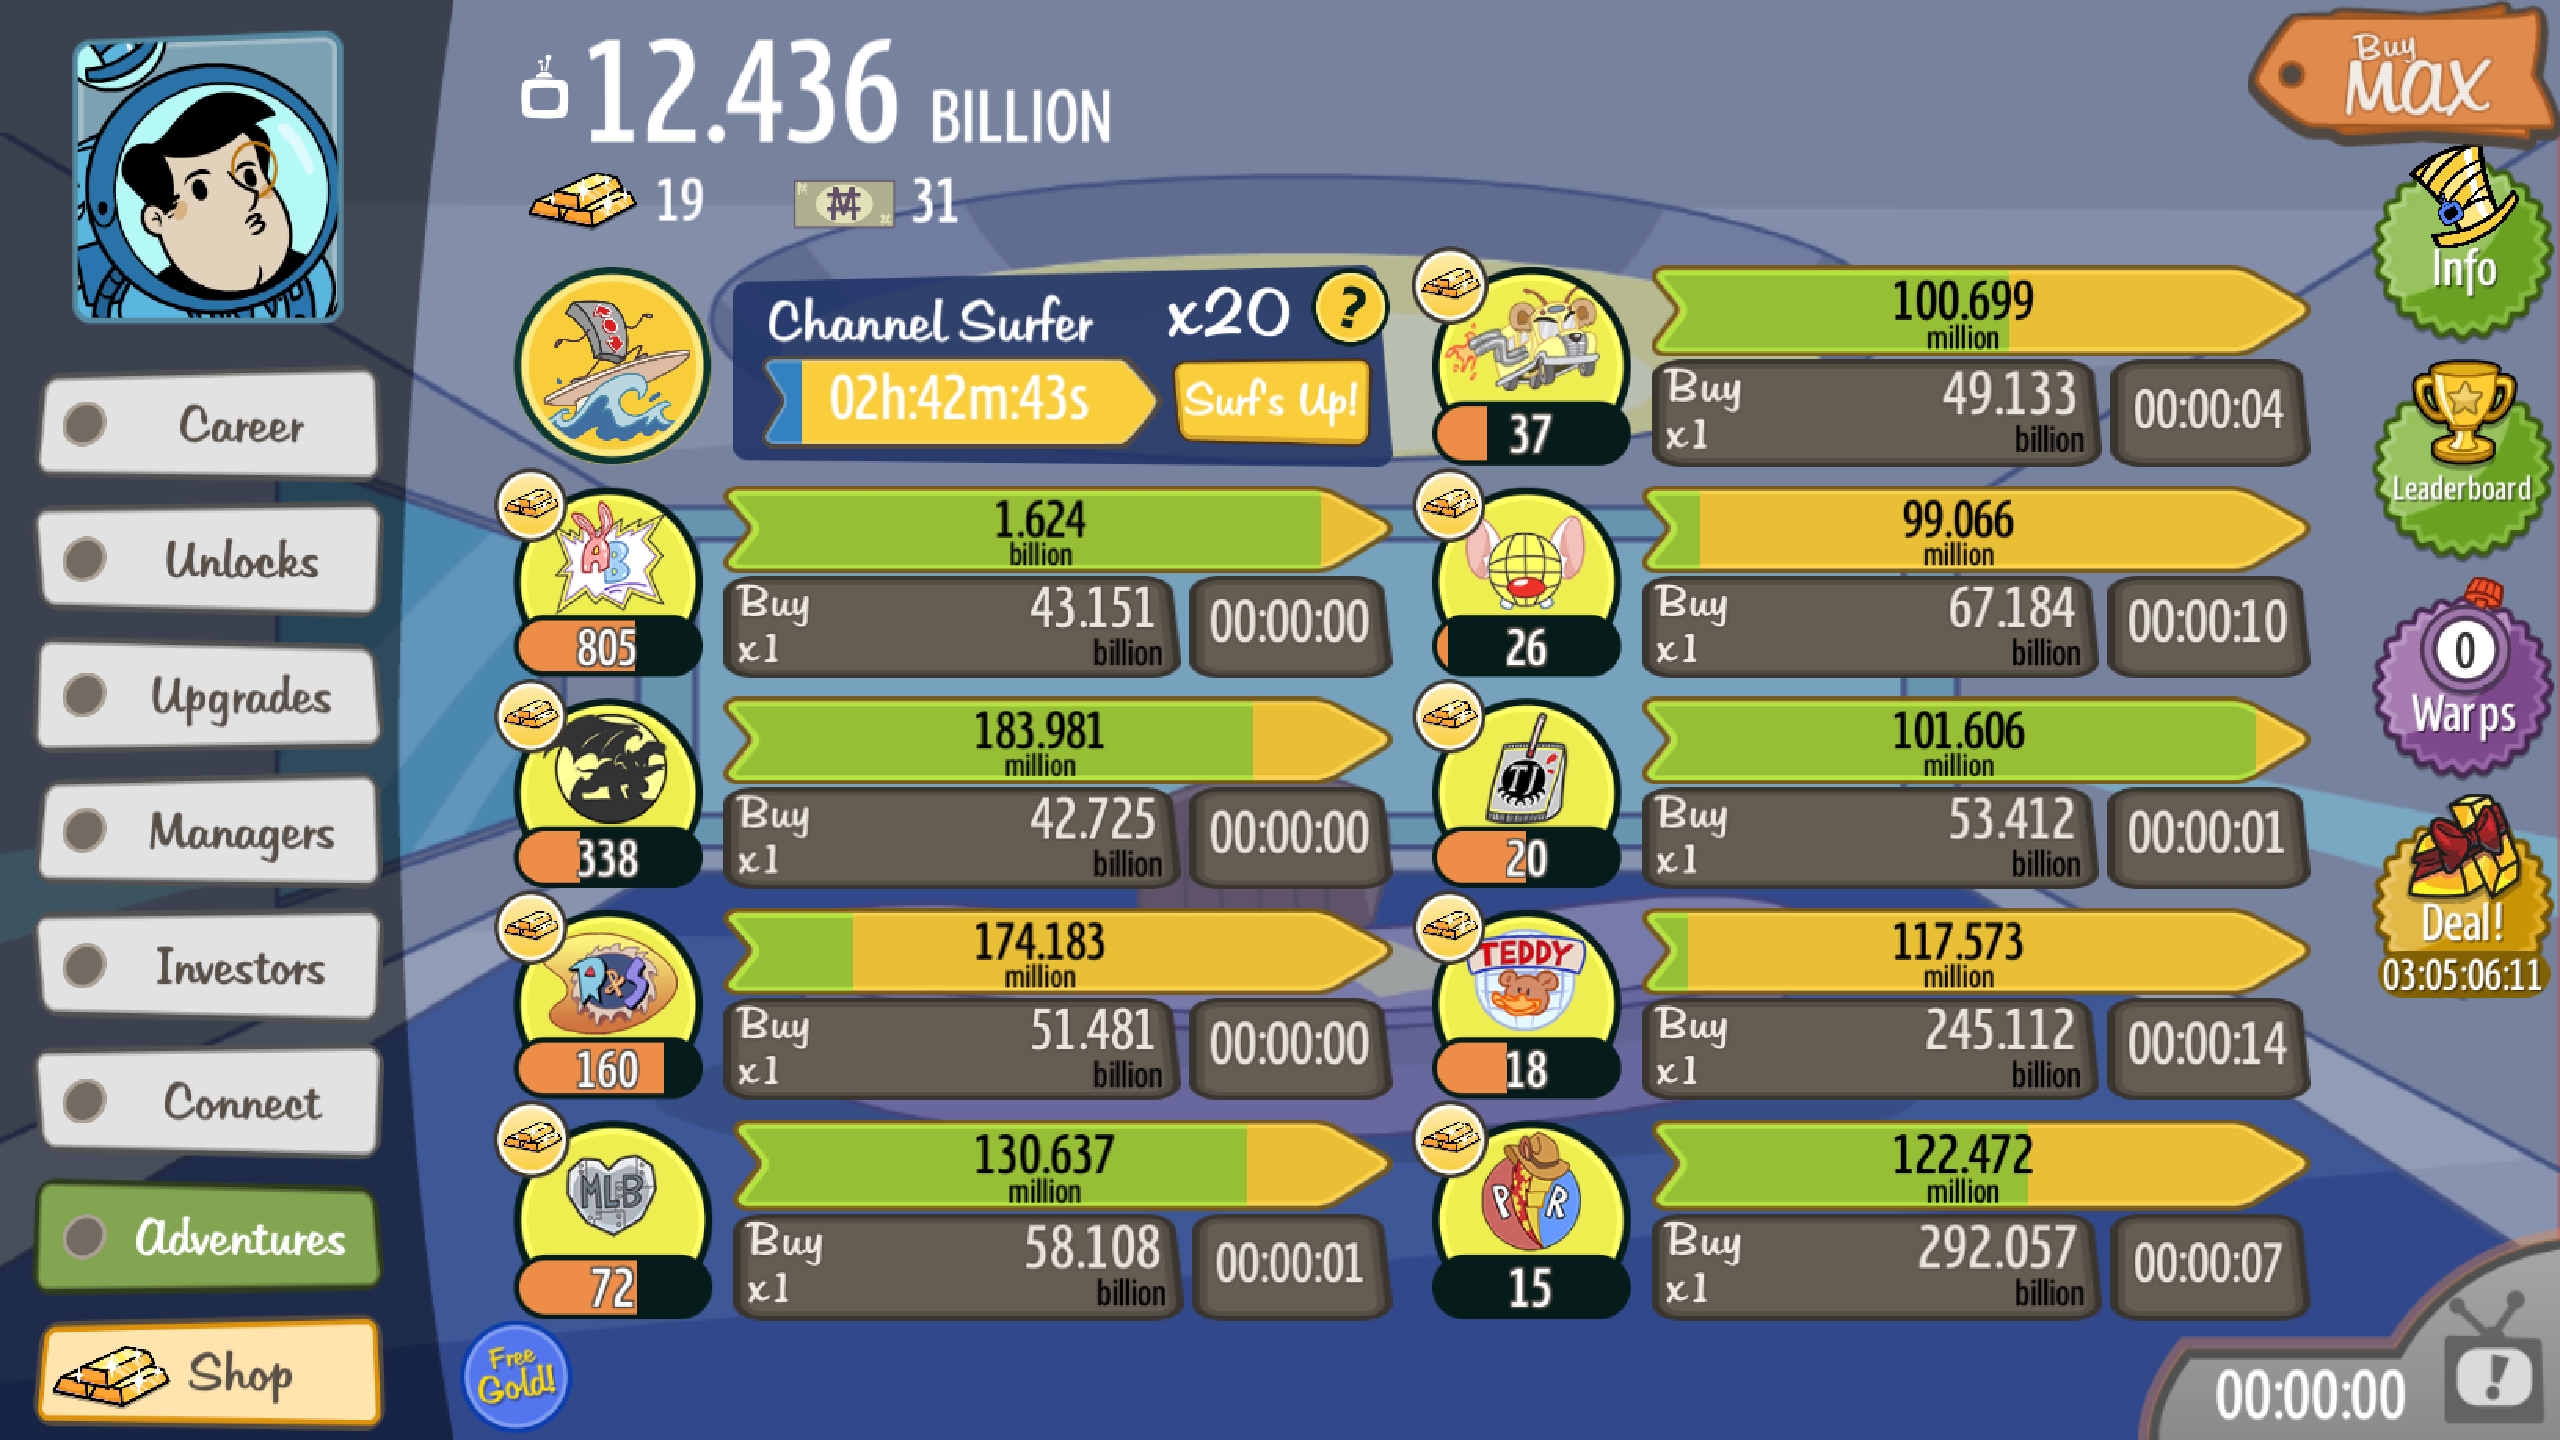 12.436 BILLION
19
31
Buy
MAX
Channel Surfer x20 ?
02h:42m:43s
Surf's Up!
Career
Unlocks
Upgrades
Managers
Investors
Connect
Adventures
Shop
AB
805
1.624
billion
Buy
x1
43.151
billion
00:00:00
338
183.981
million
Buy
x1
42.725
billion
00:00:00
P&S
160
174.183
million
Buy
x1
51.481
billion
00:00:00
MLB
72
130.637
million
Buy
x1
58.108
billion
00:00:01
37
100.699
million
Buy
x1
49.133
billion
00:00:04
26
99.066
million
Buy
x1
67.184
billion
00:00:10
TJ
20
101.606
million
Buy
x1
53.412
billion
00:00:01
TEDDY
18
117.573
million
Buy
x1
245.112
billion
00:00:14
P R
15
122.472
million
Buy
x1
292.057
billion
00:00:07
Info
Leaderboard
0
Warps
Deal!
03:05:06:11
Free
Gold!
00:00:00
!